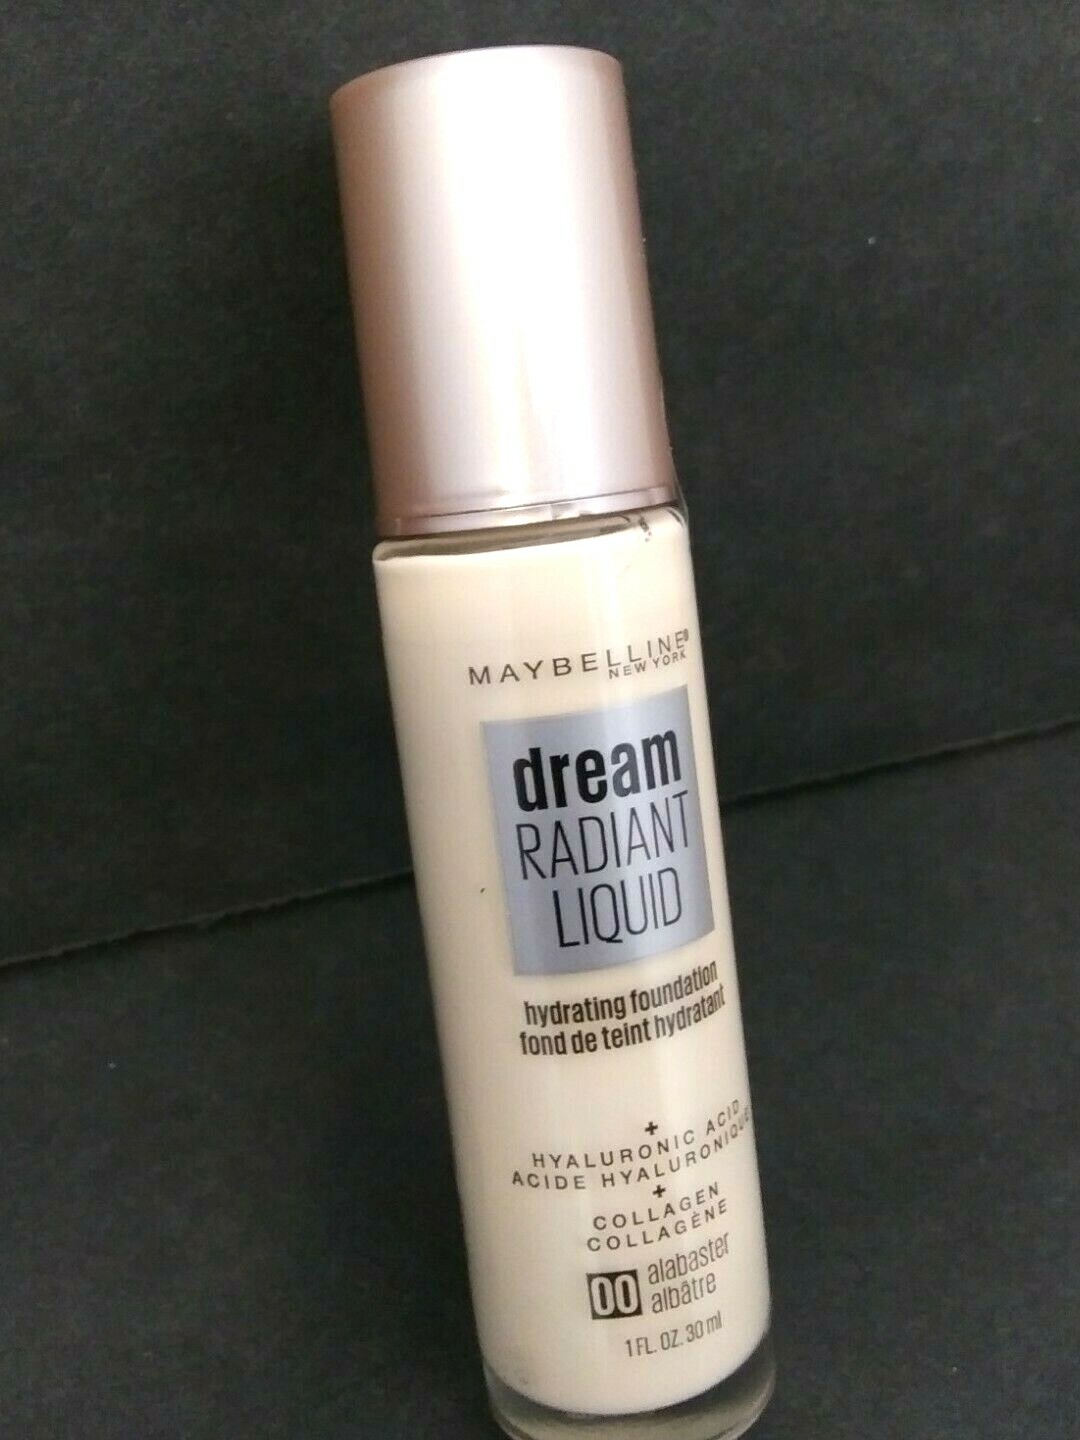 MAYBELLINE®
NEW YORK
dream
RADIANT
LIQUID
hydrating foundation
fond de teint hydratant
+
HYALURONIC ACID
ACIDE HYALURONIQUE
+
COLLAGEN
COLLAGÈNE
00 alabaster
albâtre
1 FL. OZ. 30 ml